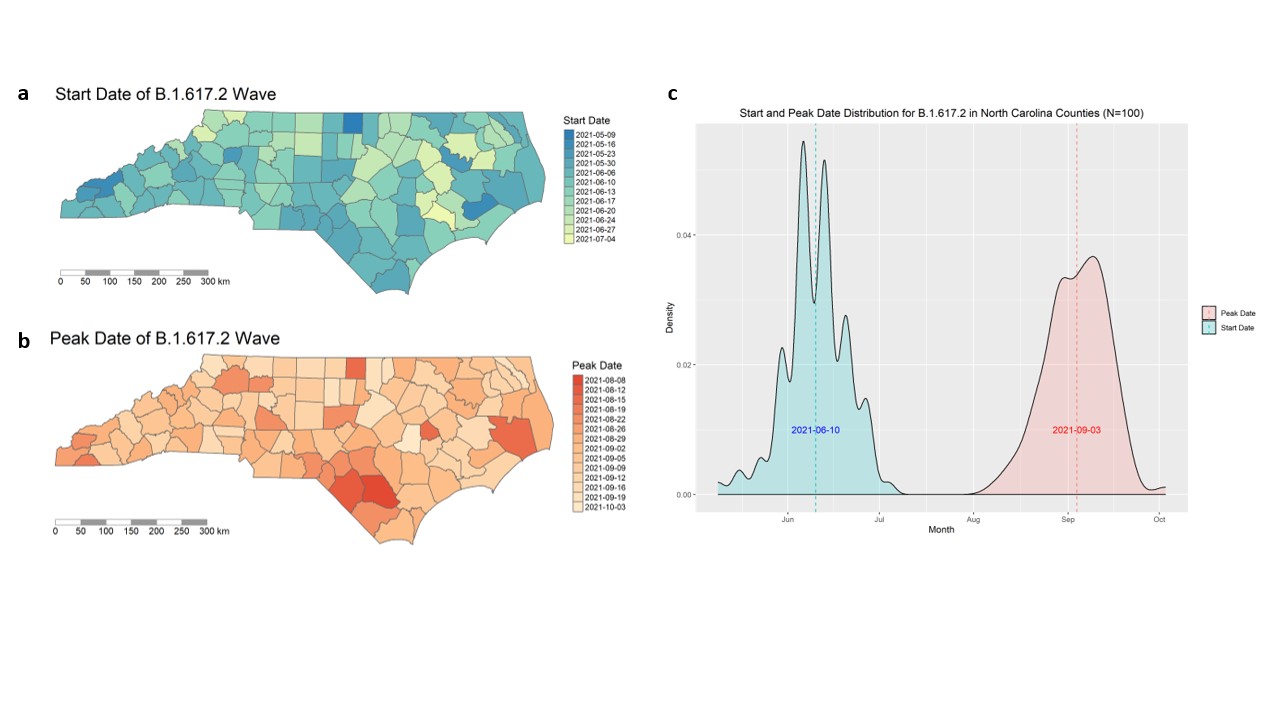 a Start Date of B.1.617.2 Wave
Start Date
2021-05-09
2021-05-16
2021-05-23
2021-05-30
2021-06-06
2021-06-10
2021-06-13
2021-06-17
2021-06-20
2021-06-24
2021-06-27
2021-07-04
0 50 100 150 200 250 300 km
b Peak Date of B.1.617.2 Wave
Peak Date
2021-08-08
2021-08-12
2021-08-15
2021-08-19
2021-08-22
2021-08-26
2021-08-29
2021-09-02
2021-09-05
2021-09-09
2021-09-12
2021-09-16
2021-09-19
2021-10-03
0 50 100 150 200 250 300 km
c
Start and Peak Date Distribution for B.1.617.2 in North Carolina Counties (N=100)
Density
0.04
0.02
0.00
2021-06-10
2021-09-03
Jun Jul Aug Sep Oct
Month
Peak Date
Start Date